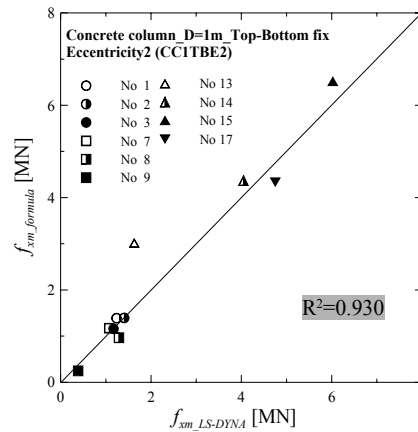 Concrete column_D=1m_Top-Bottom fix
Eccentricity2 (CC1TBE2)
No 1
No 2
No 3
No 7
No 8
No 9
No 13
No 14
No 15
No 17
R²=0.930
8
6
4
2
0
0 2 4 6 8
f_xm_formula [MN]
f_xm_LS-DYNA [MN]